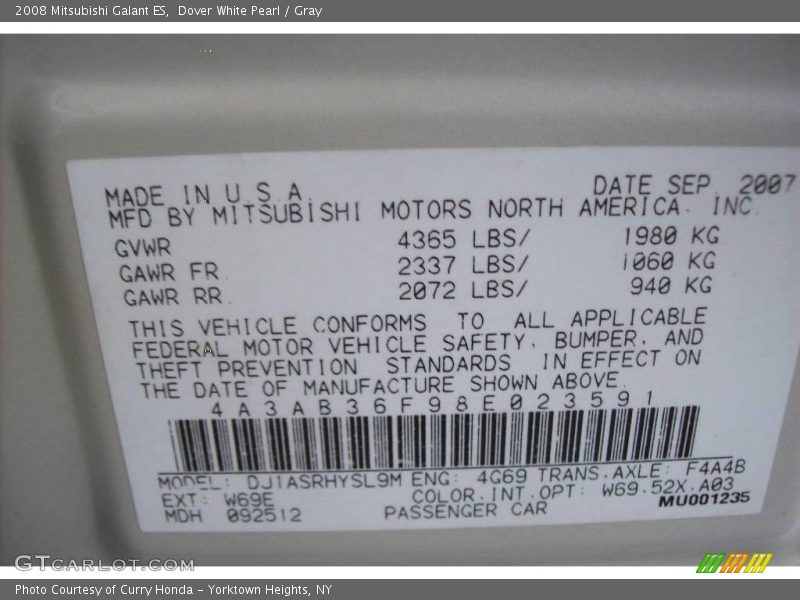 2008 Mitsubishi Galant ES, Dover White Pearl / Gray
MADE IN U.S.A. DATE SEP. 2007
MFD BY MITSUBISHI MOTORS NORTH AMERICA. INC.
GVWR 4365 LBS/ 1980 KG
GAWR FR. 2337 LBS/ 1060 KG
GAWR RR. 2072 LBS/ 940 KG
THIS VEHICLE CONFORMS TO ALL APPLICABLE
FEDERAL MOTOR VEHICLE SAFETY, BUMPER, AND
THEFT PREVENTION STANDARDS IN EFFECT ON
THE DATE OF MANUFACTURE SHOWN ABOVE.
4A3AB36F98E023591
MODEL: DJ1ASRHYSL9M ENG: 4G69 TRANS.AXLE: F4A4B
EXT: W69E COLOR.INT.OPT: W69.52X.A03
MDH 092512 PASSENGER CAR MU001235
GTCARLOT.COM
Photo Courtesy of Curry Honda - Yorktown Heights, NY